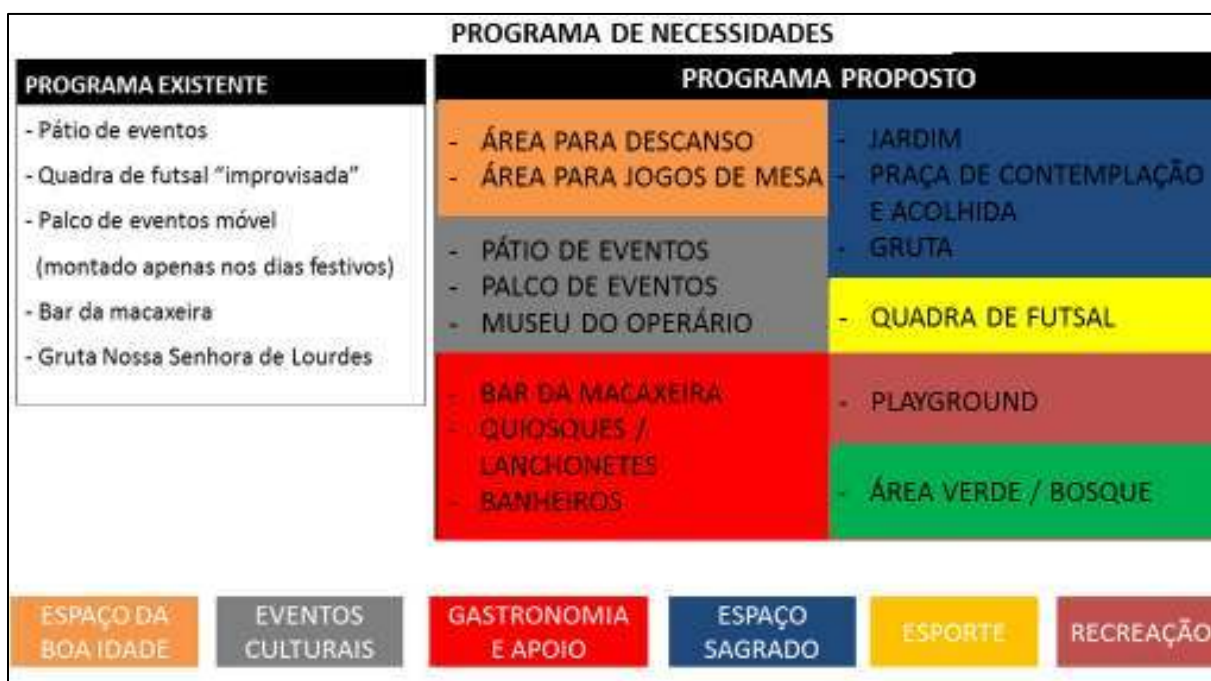 PROGRAMA DE NECESSIDADES
PROGRAMA EXISTENTE
- Pátio de eventos
- Quadra de futsal “improvisada”
- Palco de eventos móvel
(montado apenas nos dias festivos)
- Bar da macaxeira
- Gruta Nossa Senhora de Lourdes
PROGRAMA PROPOSTO
- ÁREA PARA DESCANSO
- ÁREA PARA JOGOS DE MESA
- PÁTIO DE EVENTOS
- PALCO DE EVENTOS
- MUSEU DO OPERÁRIO
- BAR DA MACAXEIRA
- QUIOSQUES /
LANCHONETES
- BANHEIROS
- JARDIM
- PRAÇA DE CONTEMPLAÇÃO
E ACOLHIDA
- GRUTA
- QUADRA DE FUTSAL
- PLAYGROUND
- ÁREA VERDE / BOSQUE
ESPAÇO DA
BOA IDADE
EVENTOS
CULTURAIS
GASTRONOMIA
E APOIO
ESPAÇO
SAGRADO
ESPORTE
RECREAÇÃO